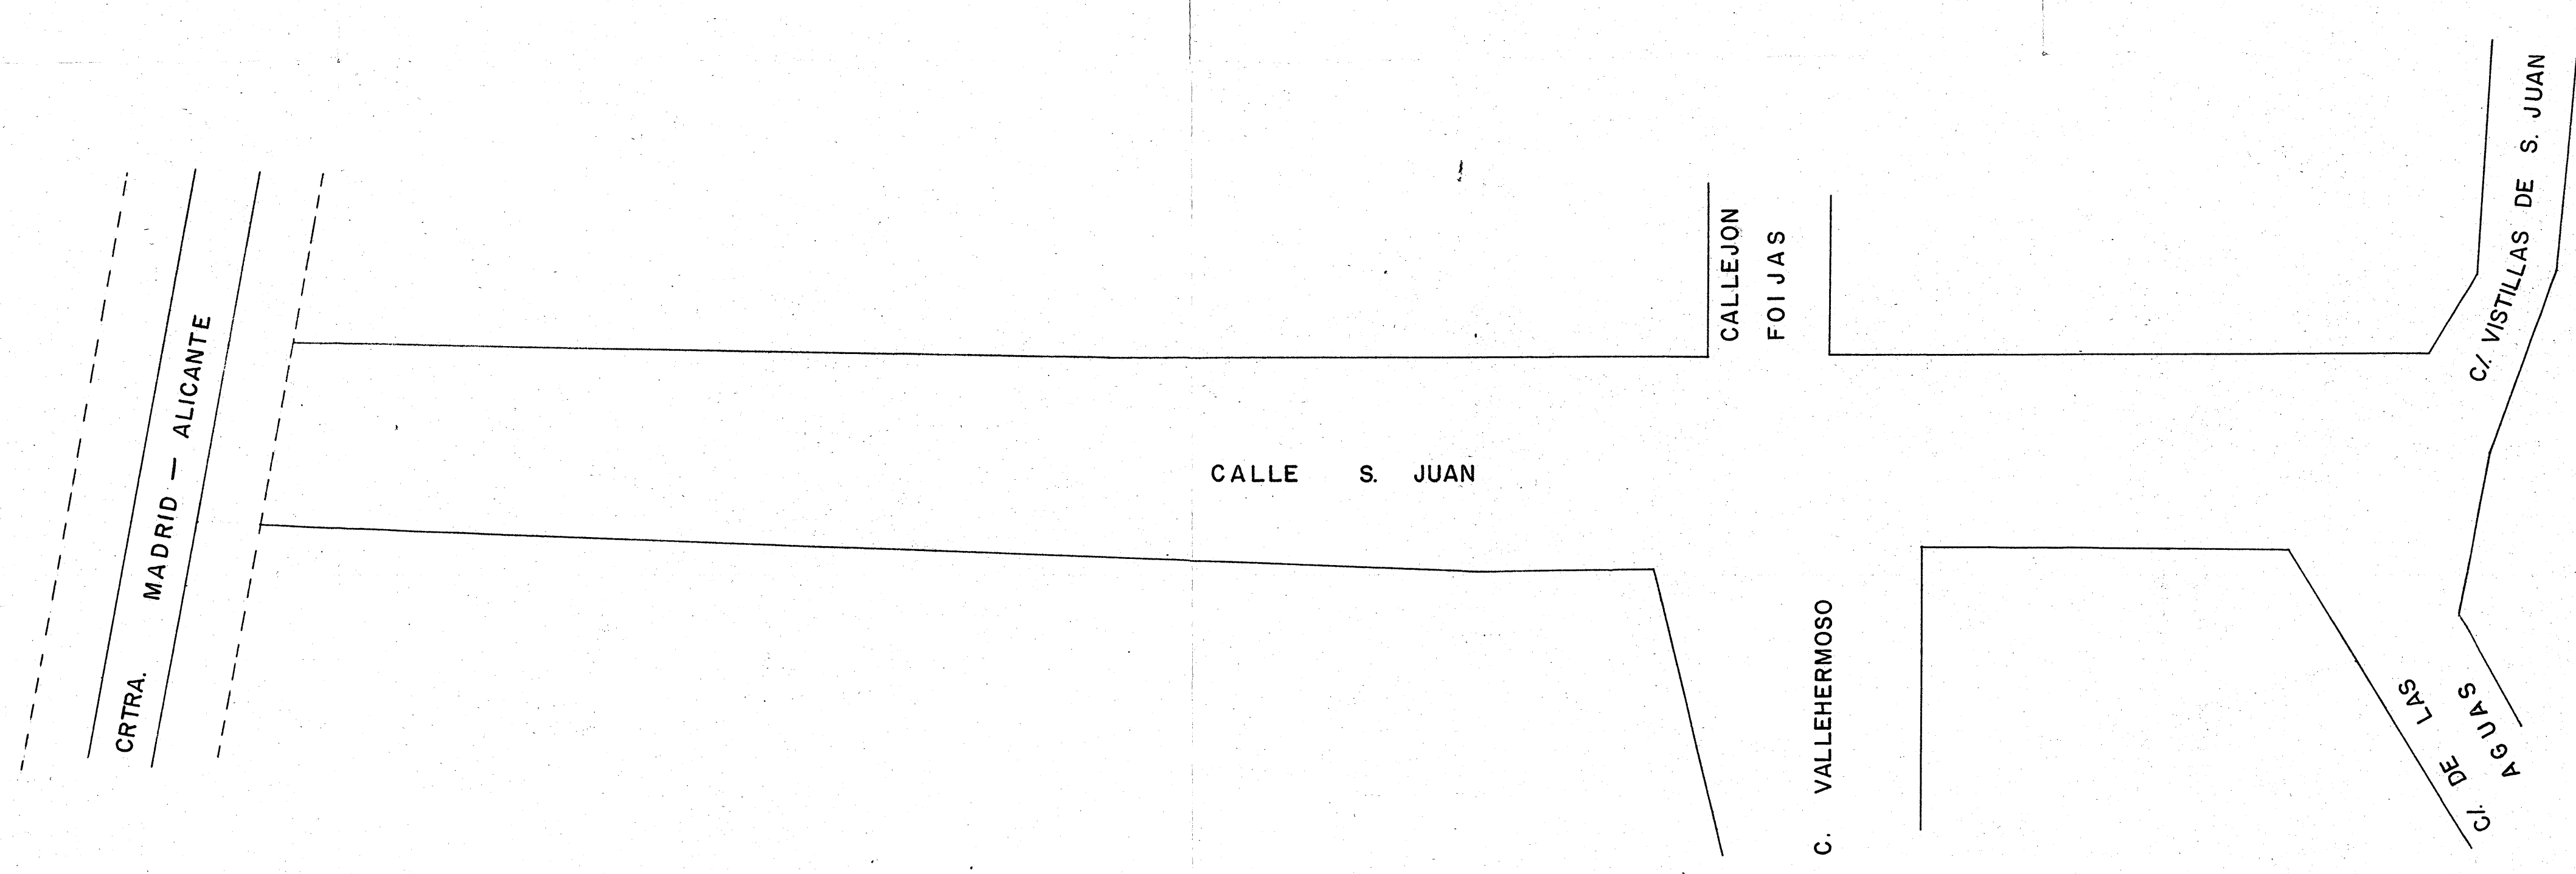 CRTRA. MADRID — ALICANTE
CALLE S. JUAN
CALLEJON
FOIJAS
C. VALLEHERMOSO
C/. VISTILLAS DE S. JUAN
C/. DE LAS
AGUAS